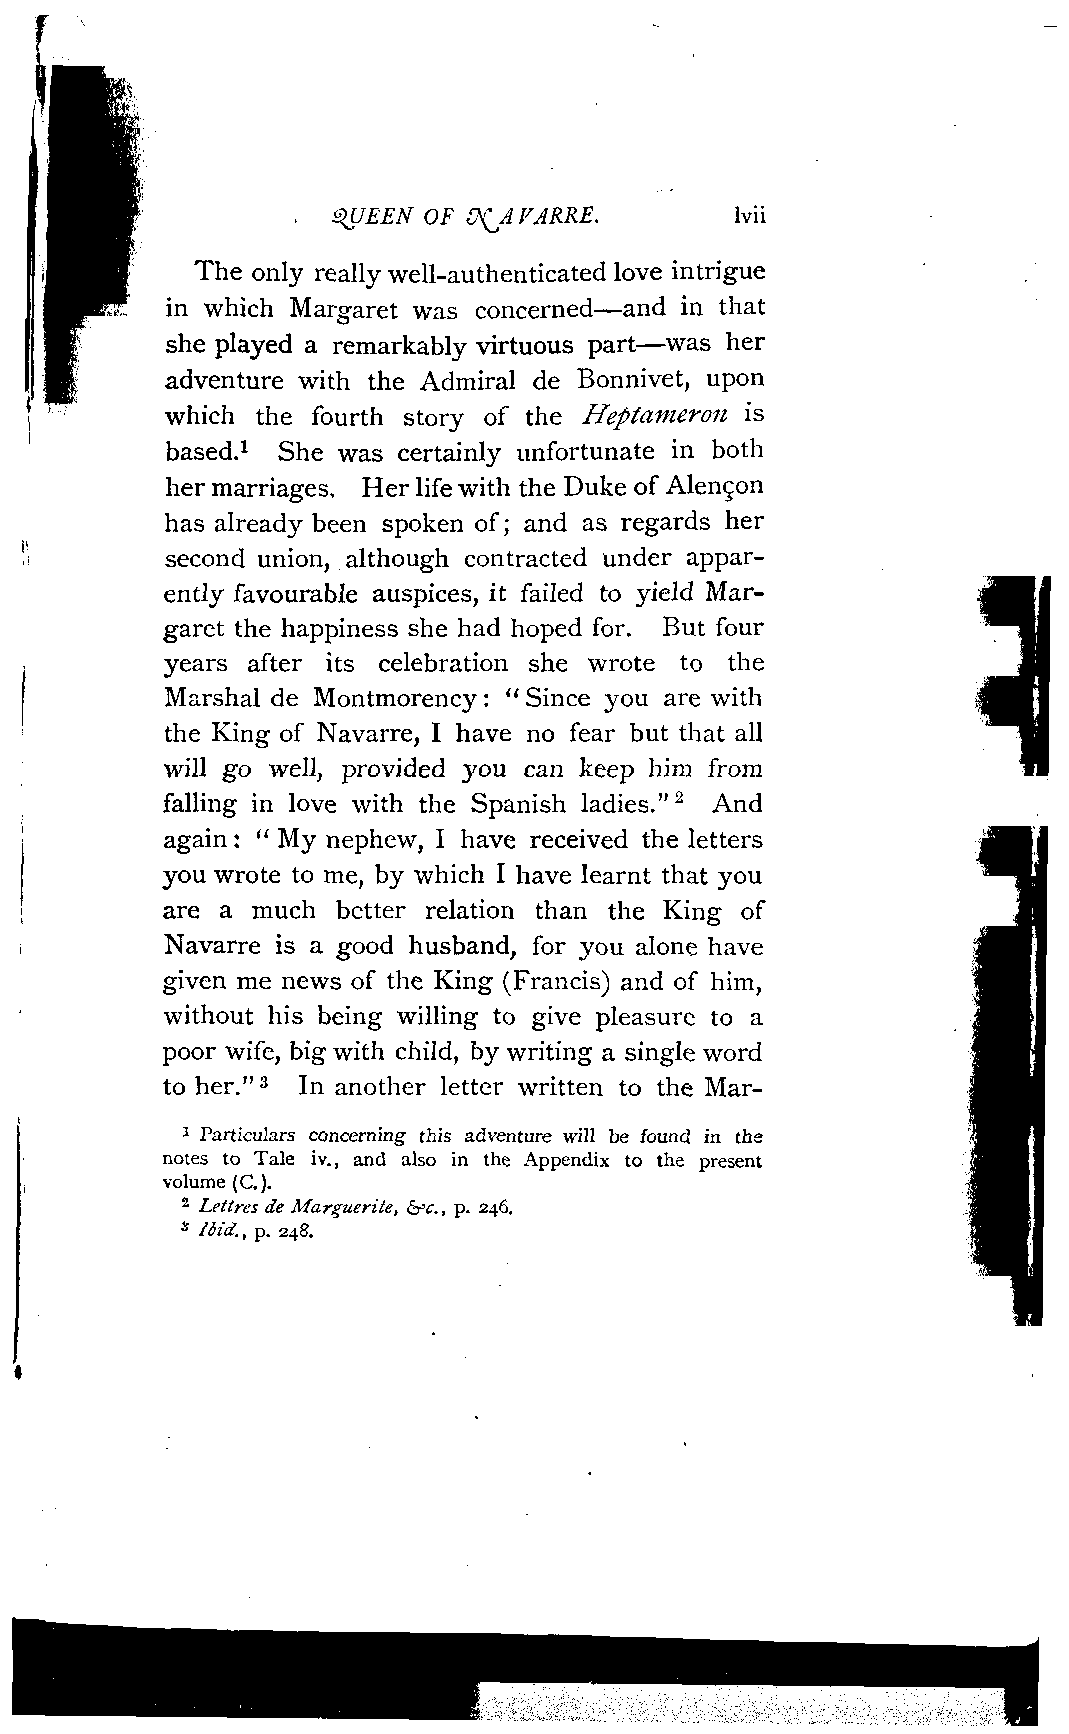 QUEEN OF NAVARRE. lvii
The only really well-authenticated love intrigue
in which Margaret was concerned—and in that
she played a remarkably virtuous part—was her
adventure with the Admiral de Bonnivet, upon
which the fourth story of the Heptameron is
based.¹ She was certainly unfortunate in both
her marriages. Her life with the Duke of Alençon
has already been spoken of; and as regards her
second union, although contracted under appar-
ently favourable auspices, it failed to yield Mar-
garet the happiness she had hoped for. But four
years after its celebration she wrote to the
Marshal de Montmorency: “Since you are with
the King of Navarre, I have no fear but that all
will go well, provided you can keep him from
falling in love with the Spanish ladies.”² And
again: “My nephew, I have received the letters
you wrote to me, by which I have learnt that you
are a much better relation than the King of
Navarre is a good husband, for you alone have
given me news of the King (Francis) and of him,
without his being willing to give pleasure to a
poor wife, big with child, by writing a single word
to her.”³ In another letter written to the Mar-
¹ Particulars concerning this adventure will be found in the
notes to Tale iv., and also in the Appendix to the present
volume (C.).
² Lettres de Marguerite, &c., p. 246.
³ Ibid., p. 248.